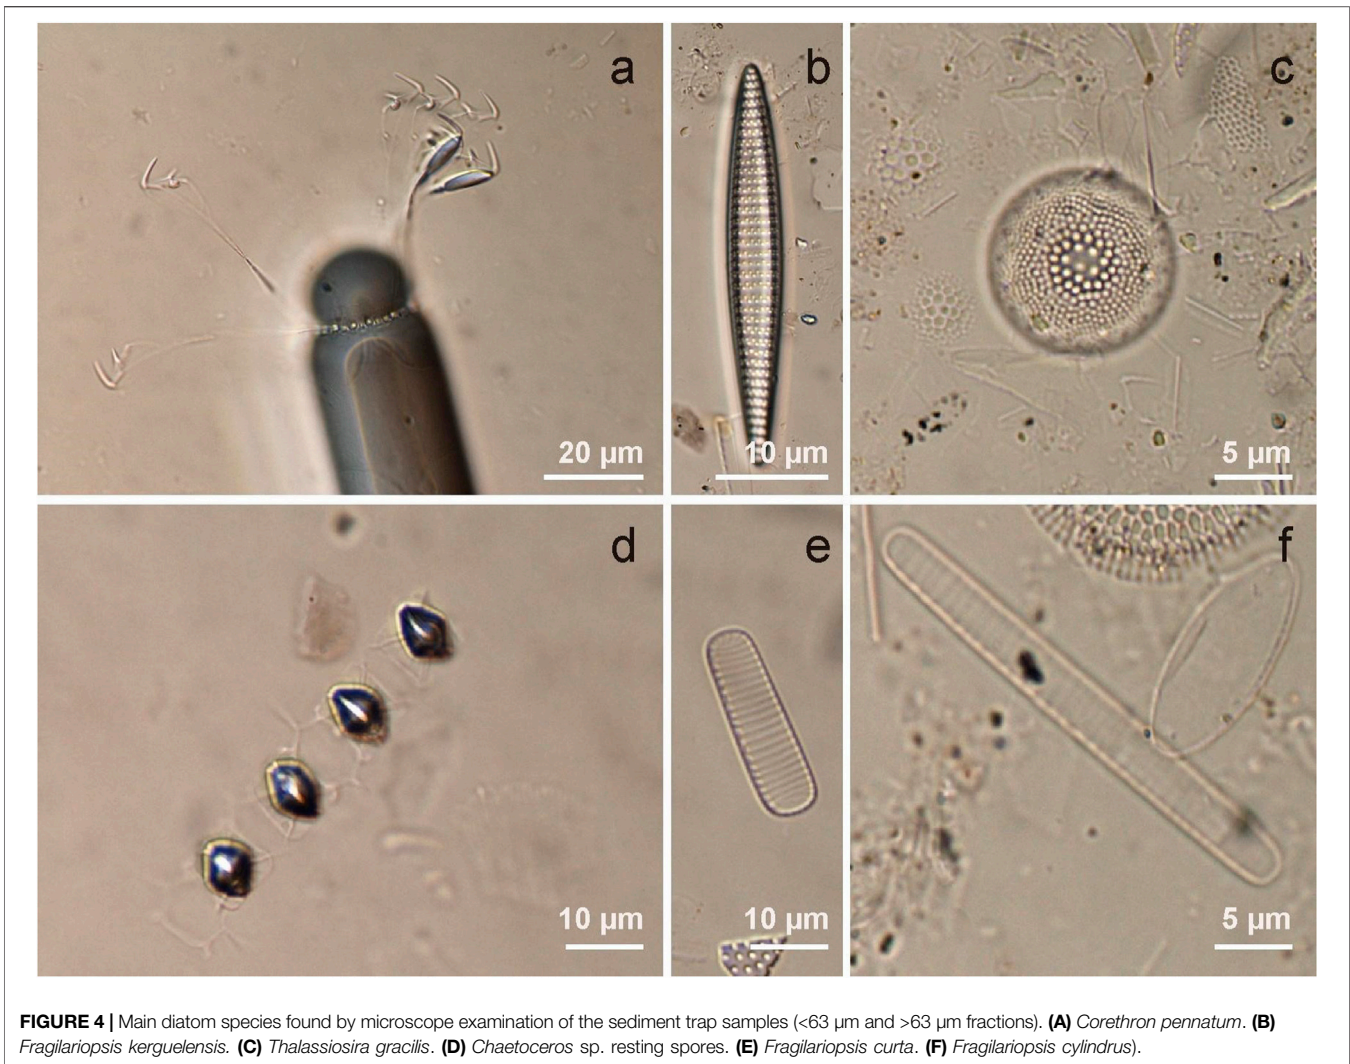 a
b
c
20 µm
10 µm
5 µm
d
e
f
10 µm
10 µm
5 µm
FIGURE 4 | Main diatom species found by microscope examination of the sediment trap samples (<63 µm and >63 µm fractions). (A) Corethron pennatum. (B)
Fragilariopsis kerguelensis. (C) Thalassiosira gracilis. (D) Chaetoceros sp. resting spores. (E) Fragilariopsis curta. (F) Fragilariopsis cylindrus).